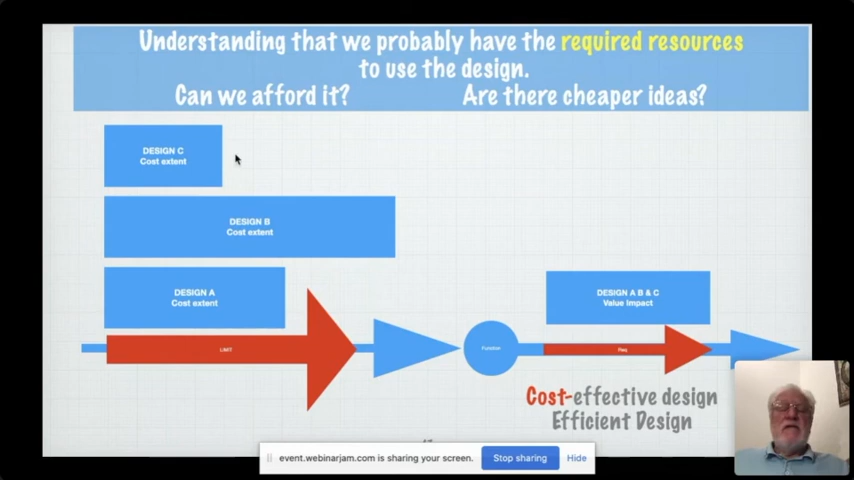 Understanding that we probably have the required resources
to use the design.
Can we afford it? Are there cheaper ideas?
DESIGN C
Cost extent
DESIGN B
Cost extent
DESIGN A
Cost extent
DESIGN A B & C
Value Impact
LIMIT
Function
Req
Cost-effective design
Efficient Design
event.webinarjam.com is sharing your screen.
Stop sharing
Hide